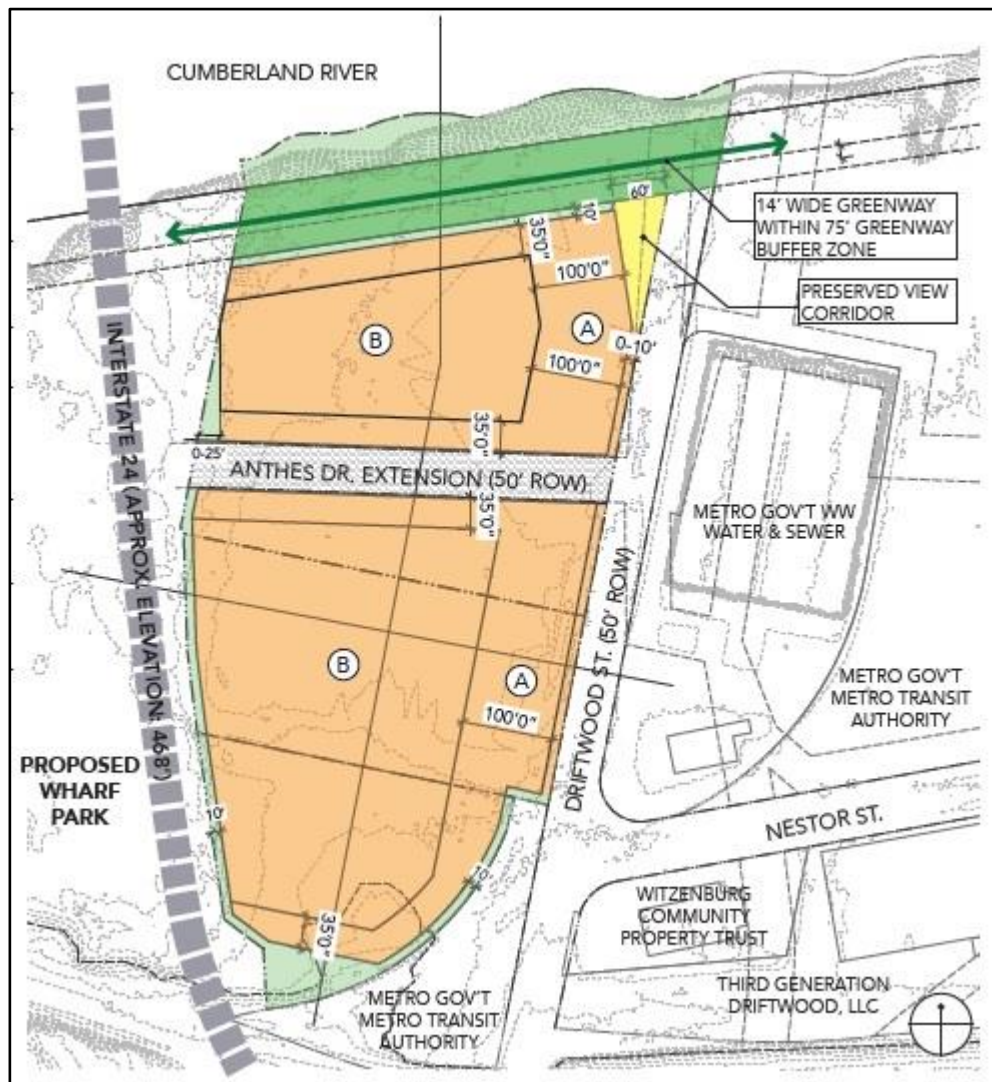 CUMBERLAND RIVER
60'
10'
35'0"
14' WIDE GREENWAY
WITHIN 75' GREENWAY
BUFFER ZONE
100'0"
PRESERVED VIEW
CORRIDOR
B
A
0-10'
100'0"
INTERSTATE 24 (APPROX. ELEVATION: 468')
35'0"
0-25'
ANTHES DR. EXTENSION (50' ROW)
35'0"
METRO GOV'T WW
WATER & SEWER
DRIFTWOOD ST. (50' ROW)
B
A
100'0"
METRO GOV'T
METRO TRANSIT
AUTHORITY
PROPOSED
WHARF
PARK
10'
NESTOR ST.
10'
35'0"
WITZENBURG
COMMUNITY
PROPERTY TRUST
THIRD GENERATION
DRIFTWOOD, LLC
METRO GOV'T
METRO TRANSIT
AUTHORITY